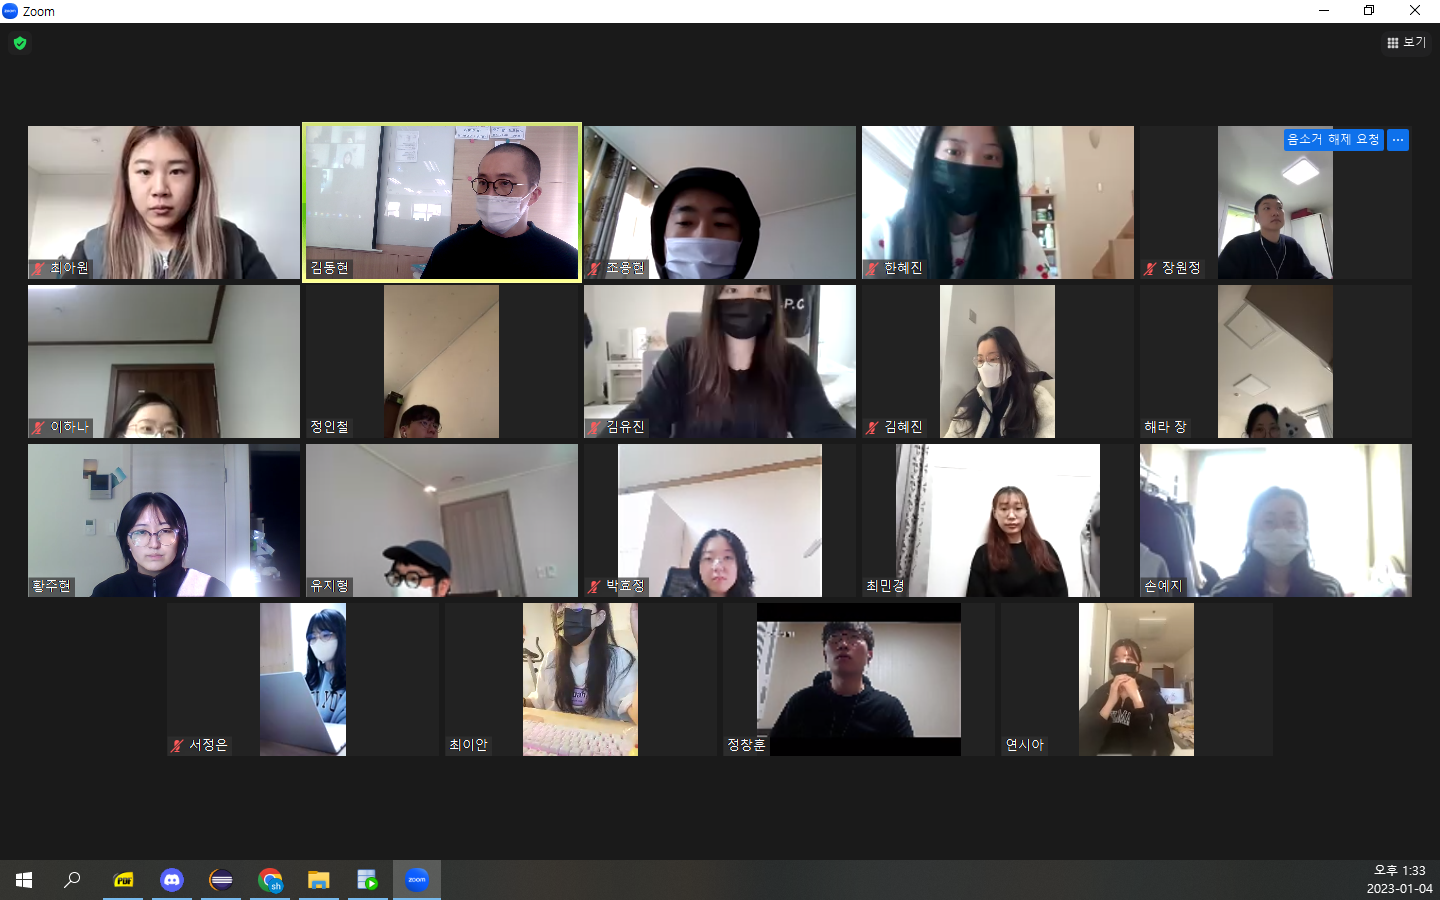 Zoom
보기
음소거 해제 요청
최아원
김동현
조용현
한혜진
장원정
P.C
이하나
정인철
김유진
김혜진
해라 장
황주현
유지형
박효정
최민경
손예지
서정은
최이안
정창훈
연시아
PDF
sh
zoom
오후 1:33
2023-01-04